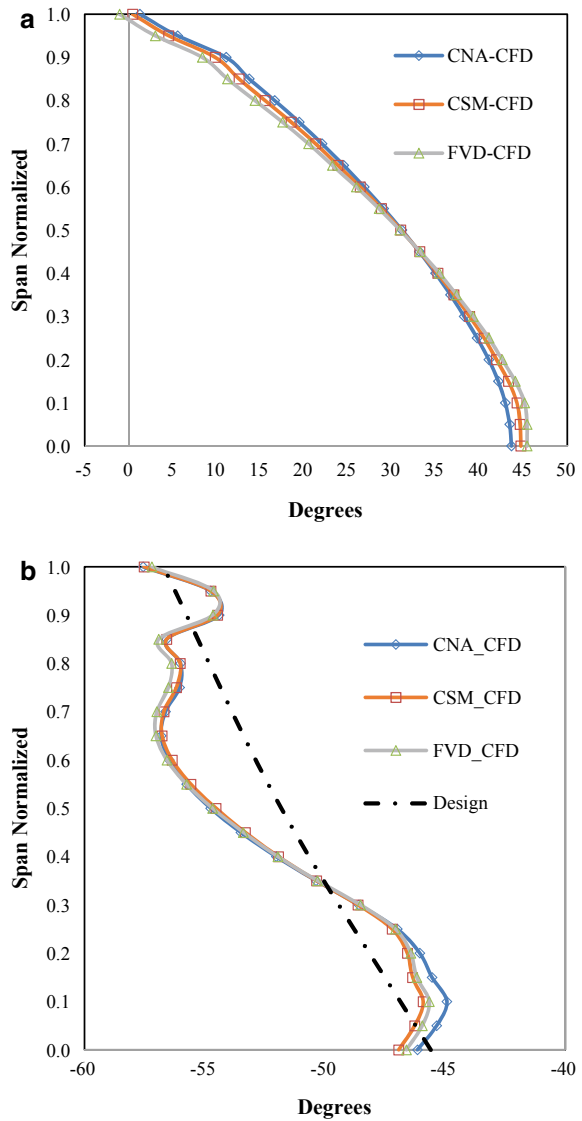 a
1.0
0.9
0.8
0.7
0.6
0.5
0.4
0.3
0.2
0.1
0.0
Span Normalized
CNA-CFD
CSM-CFD
FVD-CFD
-5 0 5 10 15 20 25 30 35 40 45 50
Degrees
b
1.0
0.9
0.8
0.7
0.6
0.5
0.4
0.3
0.2
0.1
0.0
Span Normalized
CNA_CFD
CSM_CFD
FVD_CFD
Design
-60 -55 -50 -45 -40
Degrees